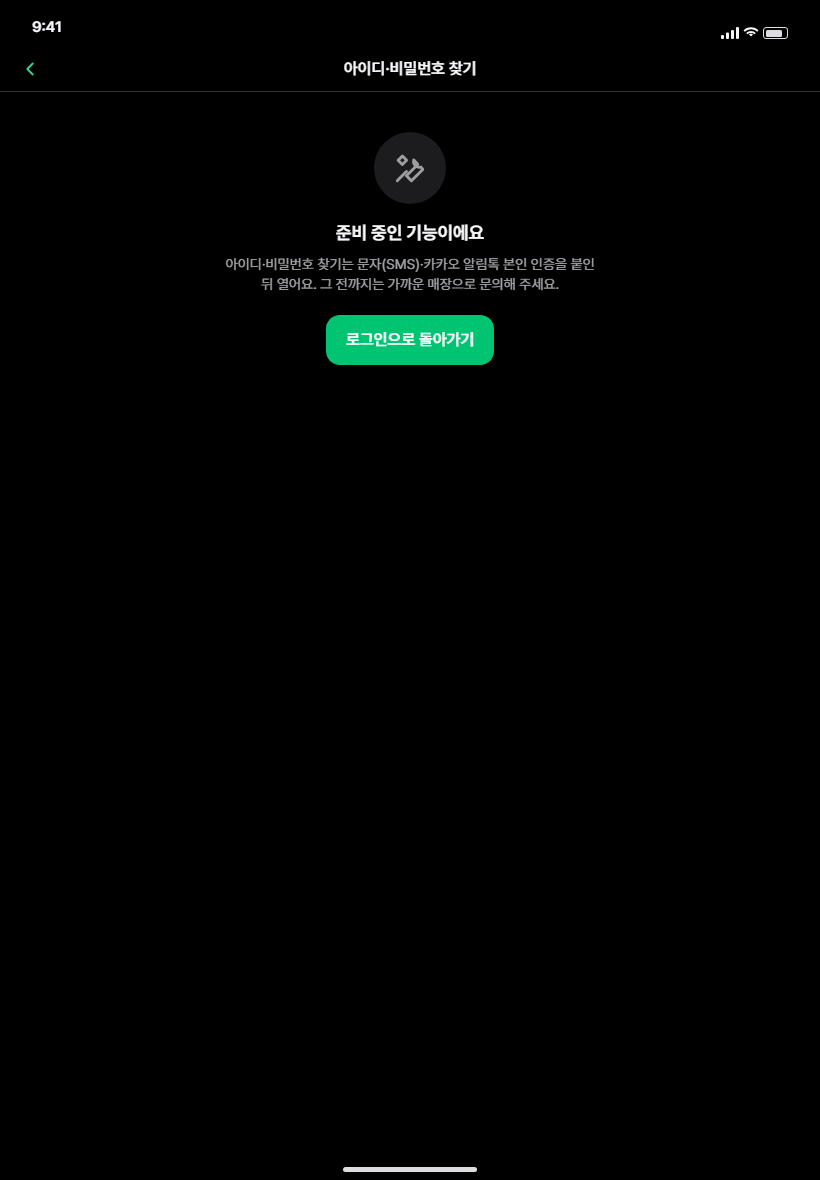 9:41
아이디·비밀번호 찾기
준비 중인 기능이에요
아이디·비밀번호 찾기는 문자(SMS)·카카오 알림톡 본인 인증을 붙인
뒤 열어요. 그 전까지는 가까운 매장으로 문의해 주세요.
로그인으로 돌아가기